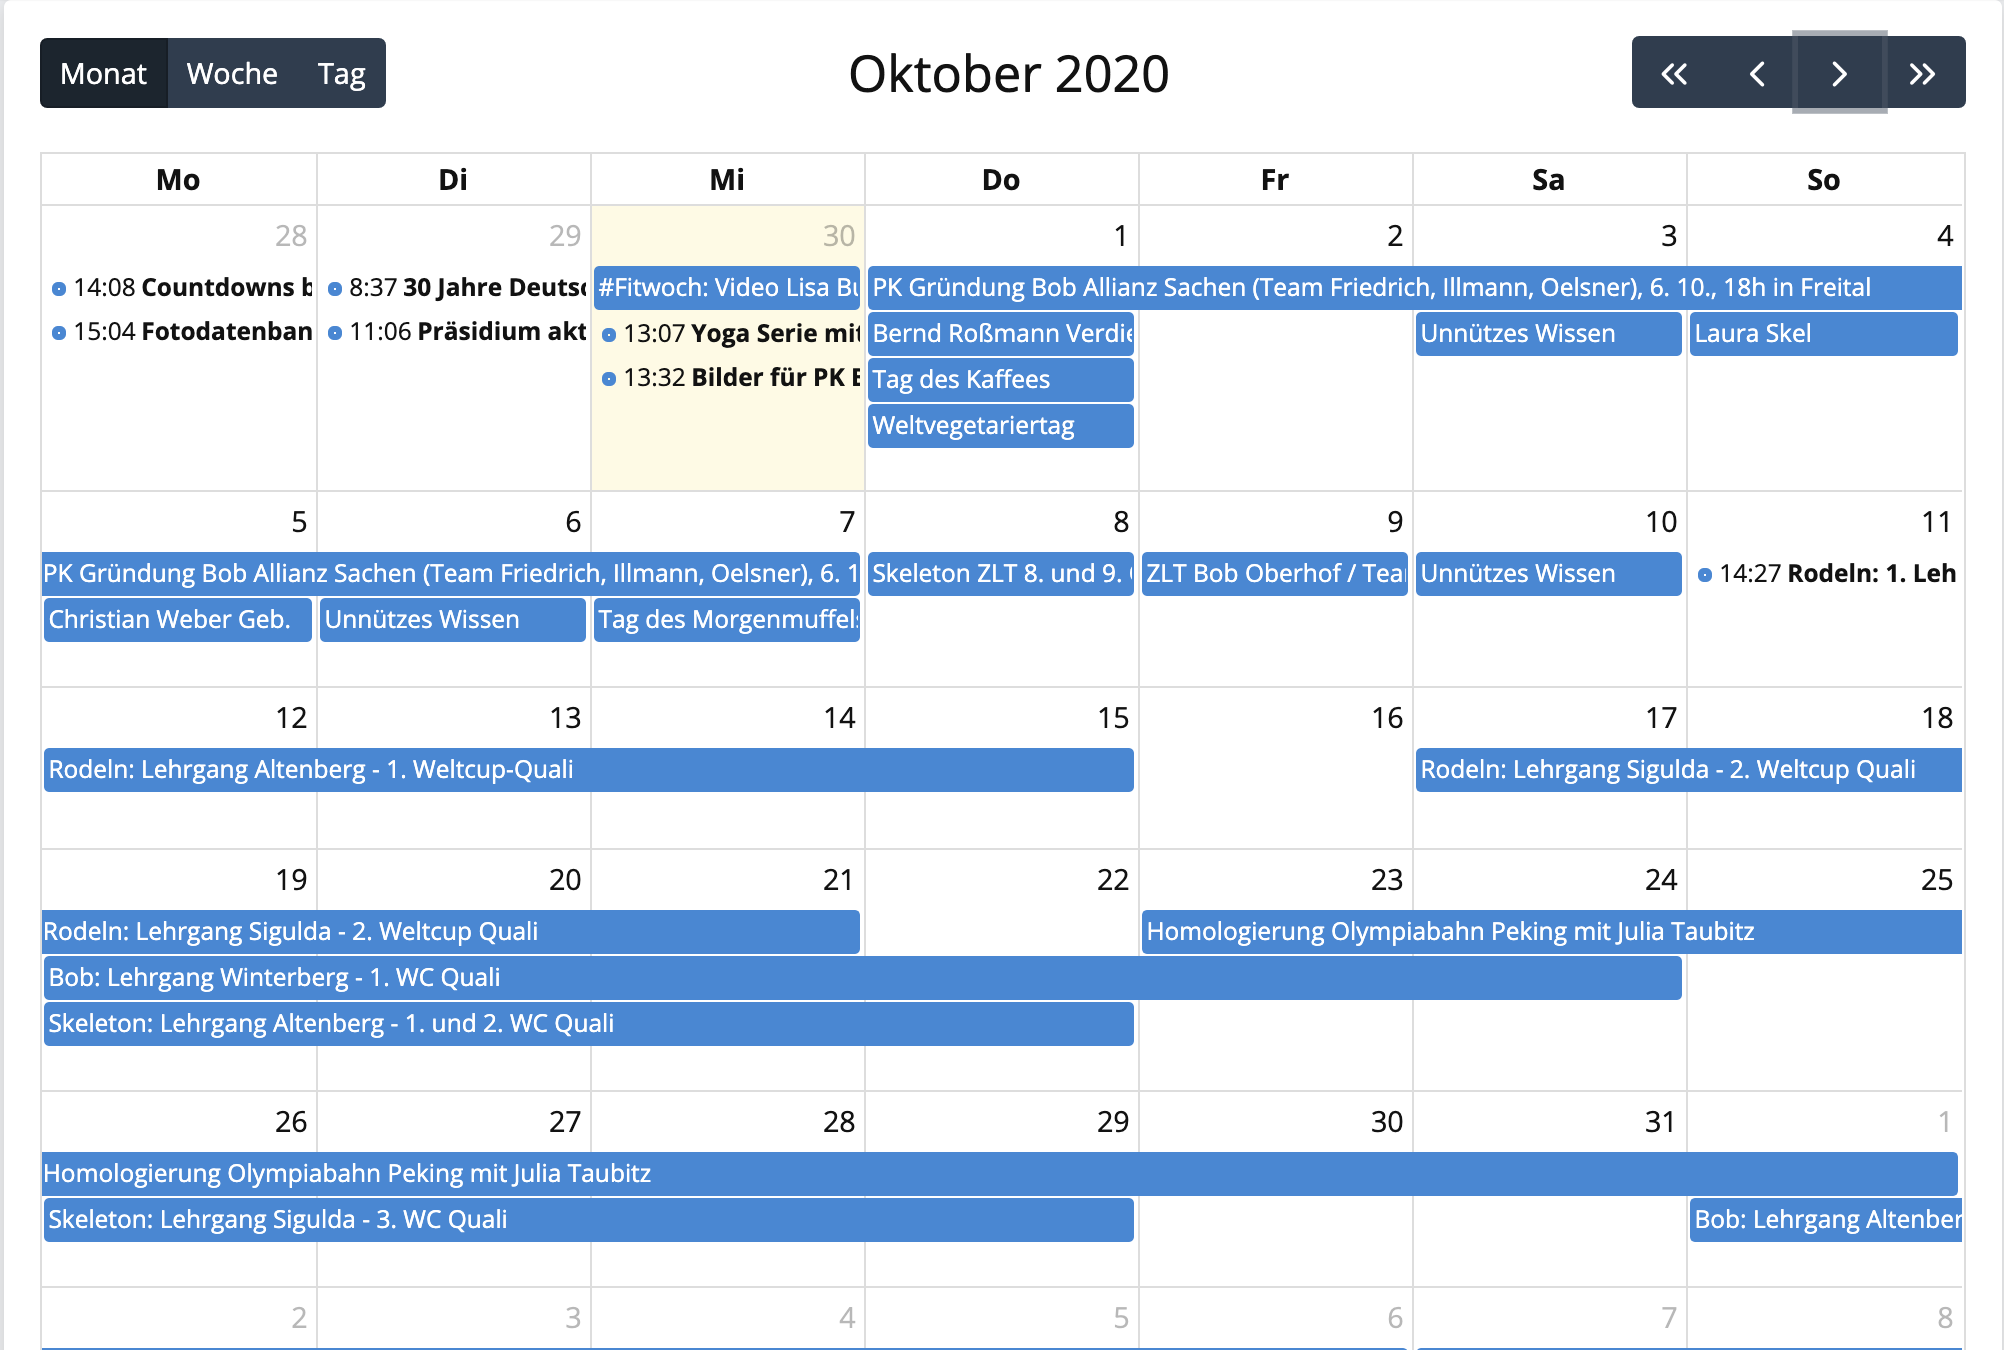 Monat Woche Tag
Oktober 2020
Mo Di Mi Do Fr Sa So
28 29 30 1 2 3 4
14:08 Countdowns
15:04
8:37 30 Jahre
11:06 Präsidium
#Fitwoch: Video Lisa
13:07 Yoga Serie mit
13:32 Bilder für PK
PK Gründung Bob Allianz Sachen (Team Friedrich, Illmann, Oelsner), 6. 10., 18h in Freital
Bernd Roßmann
Tag des Kaffees
Weltvegetariertag
Unnützes Wissen
Laura Skel
5 6 7 8 9 10 11
PK Gründung Bob Allianz Sachen (Team Friedrich, Illmann, Oelsner), 6. 1
Christian Weber Geb.
Unnützes Wissen
Tag des Morgenmuffels
Skeleton ZLT 8. und 9.
ZLT Bob Oberhof /
Unnützes Wissen
14:27 Rodeln: 1.
12 13 14 15 16 17 18
Rodeln: Lehrgang Altenberg - 1. Weltcup-Quali
Rodeln: Lehrgang Sigulda - 2. Weltcup Quali
19 20 21 22 23 24 25
Rodeln: Lehrgang Sigulda - 2. Weltcup Quali
Homologierung Olympiabahn Peking mit Julia Taubitz
Bob: Lehrgang Winterberg - 1. WC Quali
Skeleton: Lehrgang Altenberg - 1. und 2. WC Quali
26 27 28 29 30 31 1
Homologierung Olympiabahn Peking mit Julia Taubitz
Skeleton: Lehrgang Sigulda - 3. WC Quali
Bob: Lehrgang
2 3 4 5 6 7 8